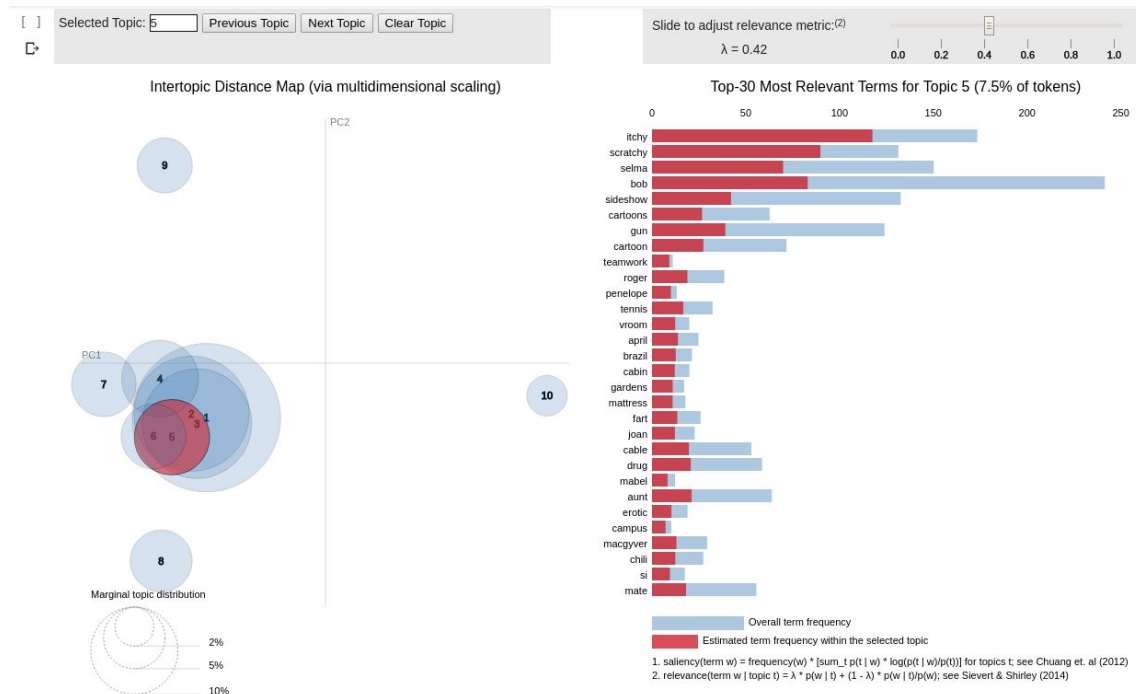 [ ]
Selected Topic: 5 Previous Topic Next Topic Clear Topic
Slide to adjust relevance metric:(2)
λ = 0.42
0.0 0.2 0.4 0.6 0.8 1.0
Intertopic Distance Map (via multidimensional scaling)
PC2
PC1
9
7
4
2
1
3
6
5
10
8
Marginal topic distribution
2%
5%
10%
Top-30 Most Relevant Terms for Topic 5 (7.5% of tokens)
0 50 100 150 200 250
itchy
scratchy
selma
bob
sideshow
cartoons
gun
cartoon
teamwork
roger
penelope
tennis
vroom
april
brazil
cabin
gardens
mattress
fart
joan
cable
drug
mabel
aunt
erotic
campus
macgyver
chili
si
mate
Overall term frequency
Estimated term frequency within the selected topic
1. saliency(term w) = frequency(w) * [sum_t p(t | w) * log(p(t | w)/p(t))] for topics t; see Chuang et. al (2012)
2. relevance(term w | topic t) = λ * p(w | t) + (1 - λ) * p(w | t)/p(w); see Sievert & Shirley (2014)